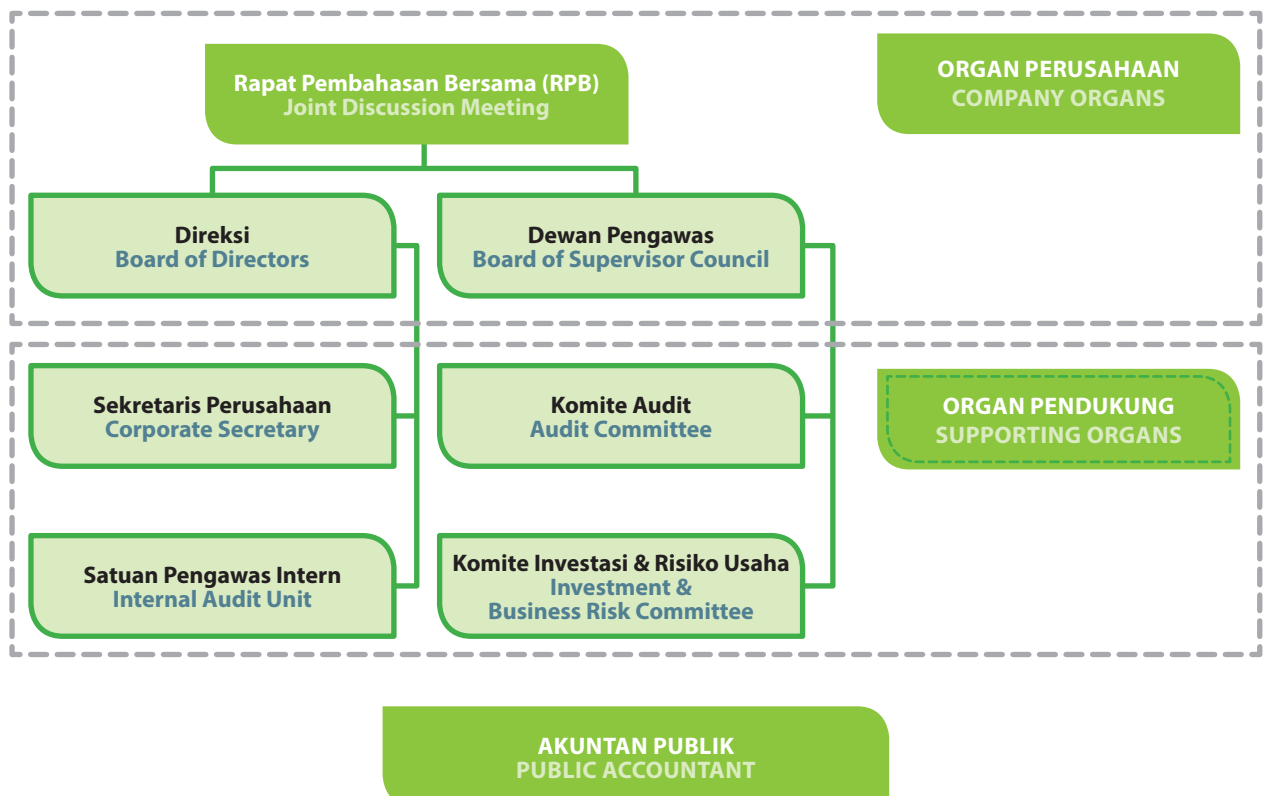 Rapat Pembahasan Bersama (RPB)
Joint Discussion Meeting
ORGAN PERUSAHAAN
COMPANY ORGANS
Direksi
Board of Directors
Dewan Pengawas
Board of Supervisor Council
Sekretaris Perusahaan
Corporate Secretary
Komite Audit
Audit Committee
ORGAN PENDUKUNG
SUPPORTING ORGANS
Satuan Pengawas Intern
Internal Audit Unit
Komite Investasi & Risiko Usaha
Investment &
Business Risk Committee
AKUNTAN PUBLIK
PUBLIC ACCOUNTANT